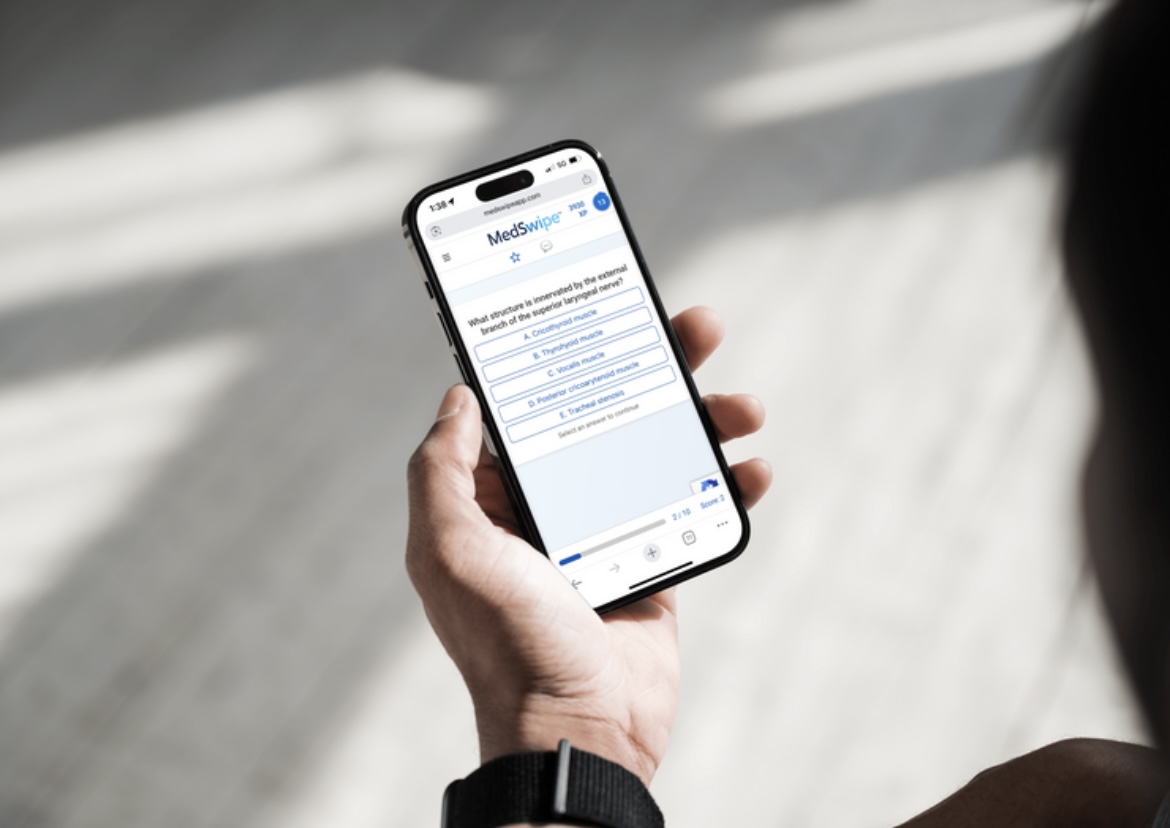 1:38
5G
medswipeapp.com
MedSwipe™
3930
XP
13
What structure is innervated by the external
branch of the superior laryngeal nerve?
A. Cricothyroid muscle
B. Thyrohyoid muscle
C. Vocalis muscle
D. Posterior cricoarytenoid muscle
E. Tracheal stenosis
Select an answer to continue
2 / 10
Score: 2